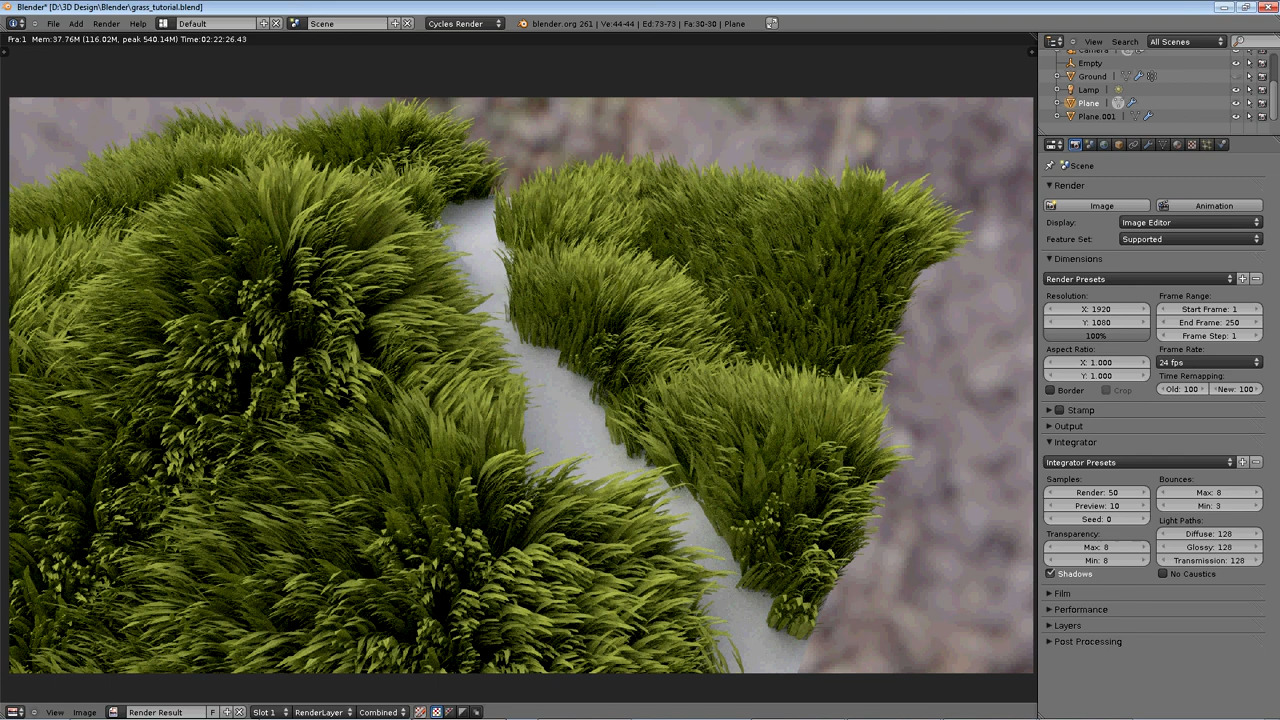 Blender* [D:\3D Design\Blender\grass_tutorial.blend]
File Add Render Help Default Scene Cycles Render blender.org 261 | Ve:44-44 | Ed:73-73 | Fa:30-30 | Plane
Fra:1 Mem:37.76M (116.02M, peak 540.14M) Time:02:22:26.43
View Search All Scenes
Camera
Empty
Ground
Lamp
Plane
Plane.001
Scene
Render
Image Animation
Display: Image Editor
Feature Set: Supported
Dimensions
Render Presets
Resolution: Frame Range:
X: 1920 Start Frame: 1
Y: 1080 End Frame: 250
100% Frame Step: 1
Aspect Ratio: Frame Rate:
X: 1.000 24 fps
Y: 1.000 Time Remapping:
Border Crop Old: 100 New: 100
Stamp
Output
Integrator
Integrator Presets
Samples: Bounces:
Render: 50 Max: 8
Preview: 10 Min: 3
Seed: 0 Light Paths:
Transparency: Diffuse: 128
Max: 8 Glossy: 128
Min: 8 Transmission: 128
Shadows No Caustics
Film
Performance
Layers
Post Processing
View Image Render Result F Slot 1 RenderLayer Combined